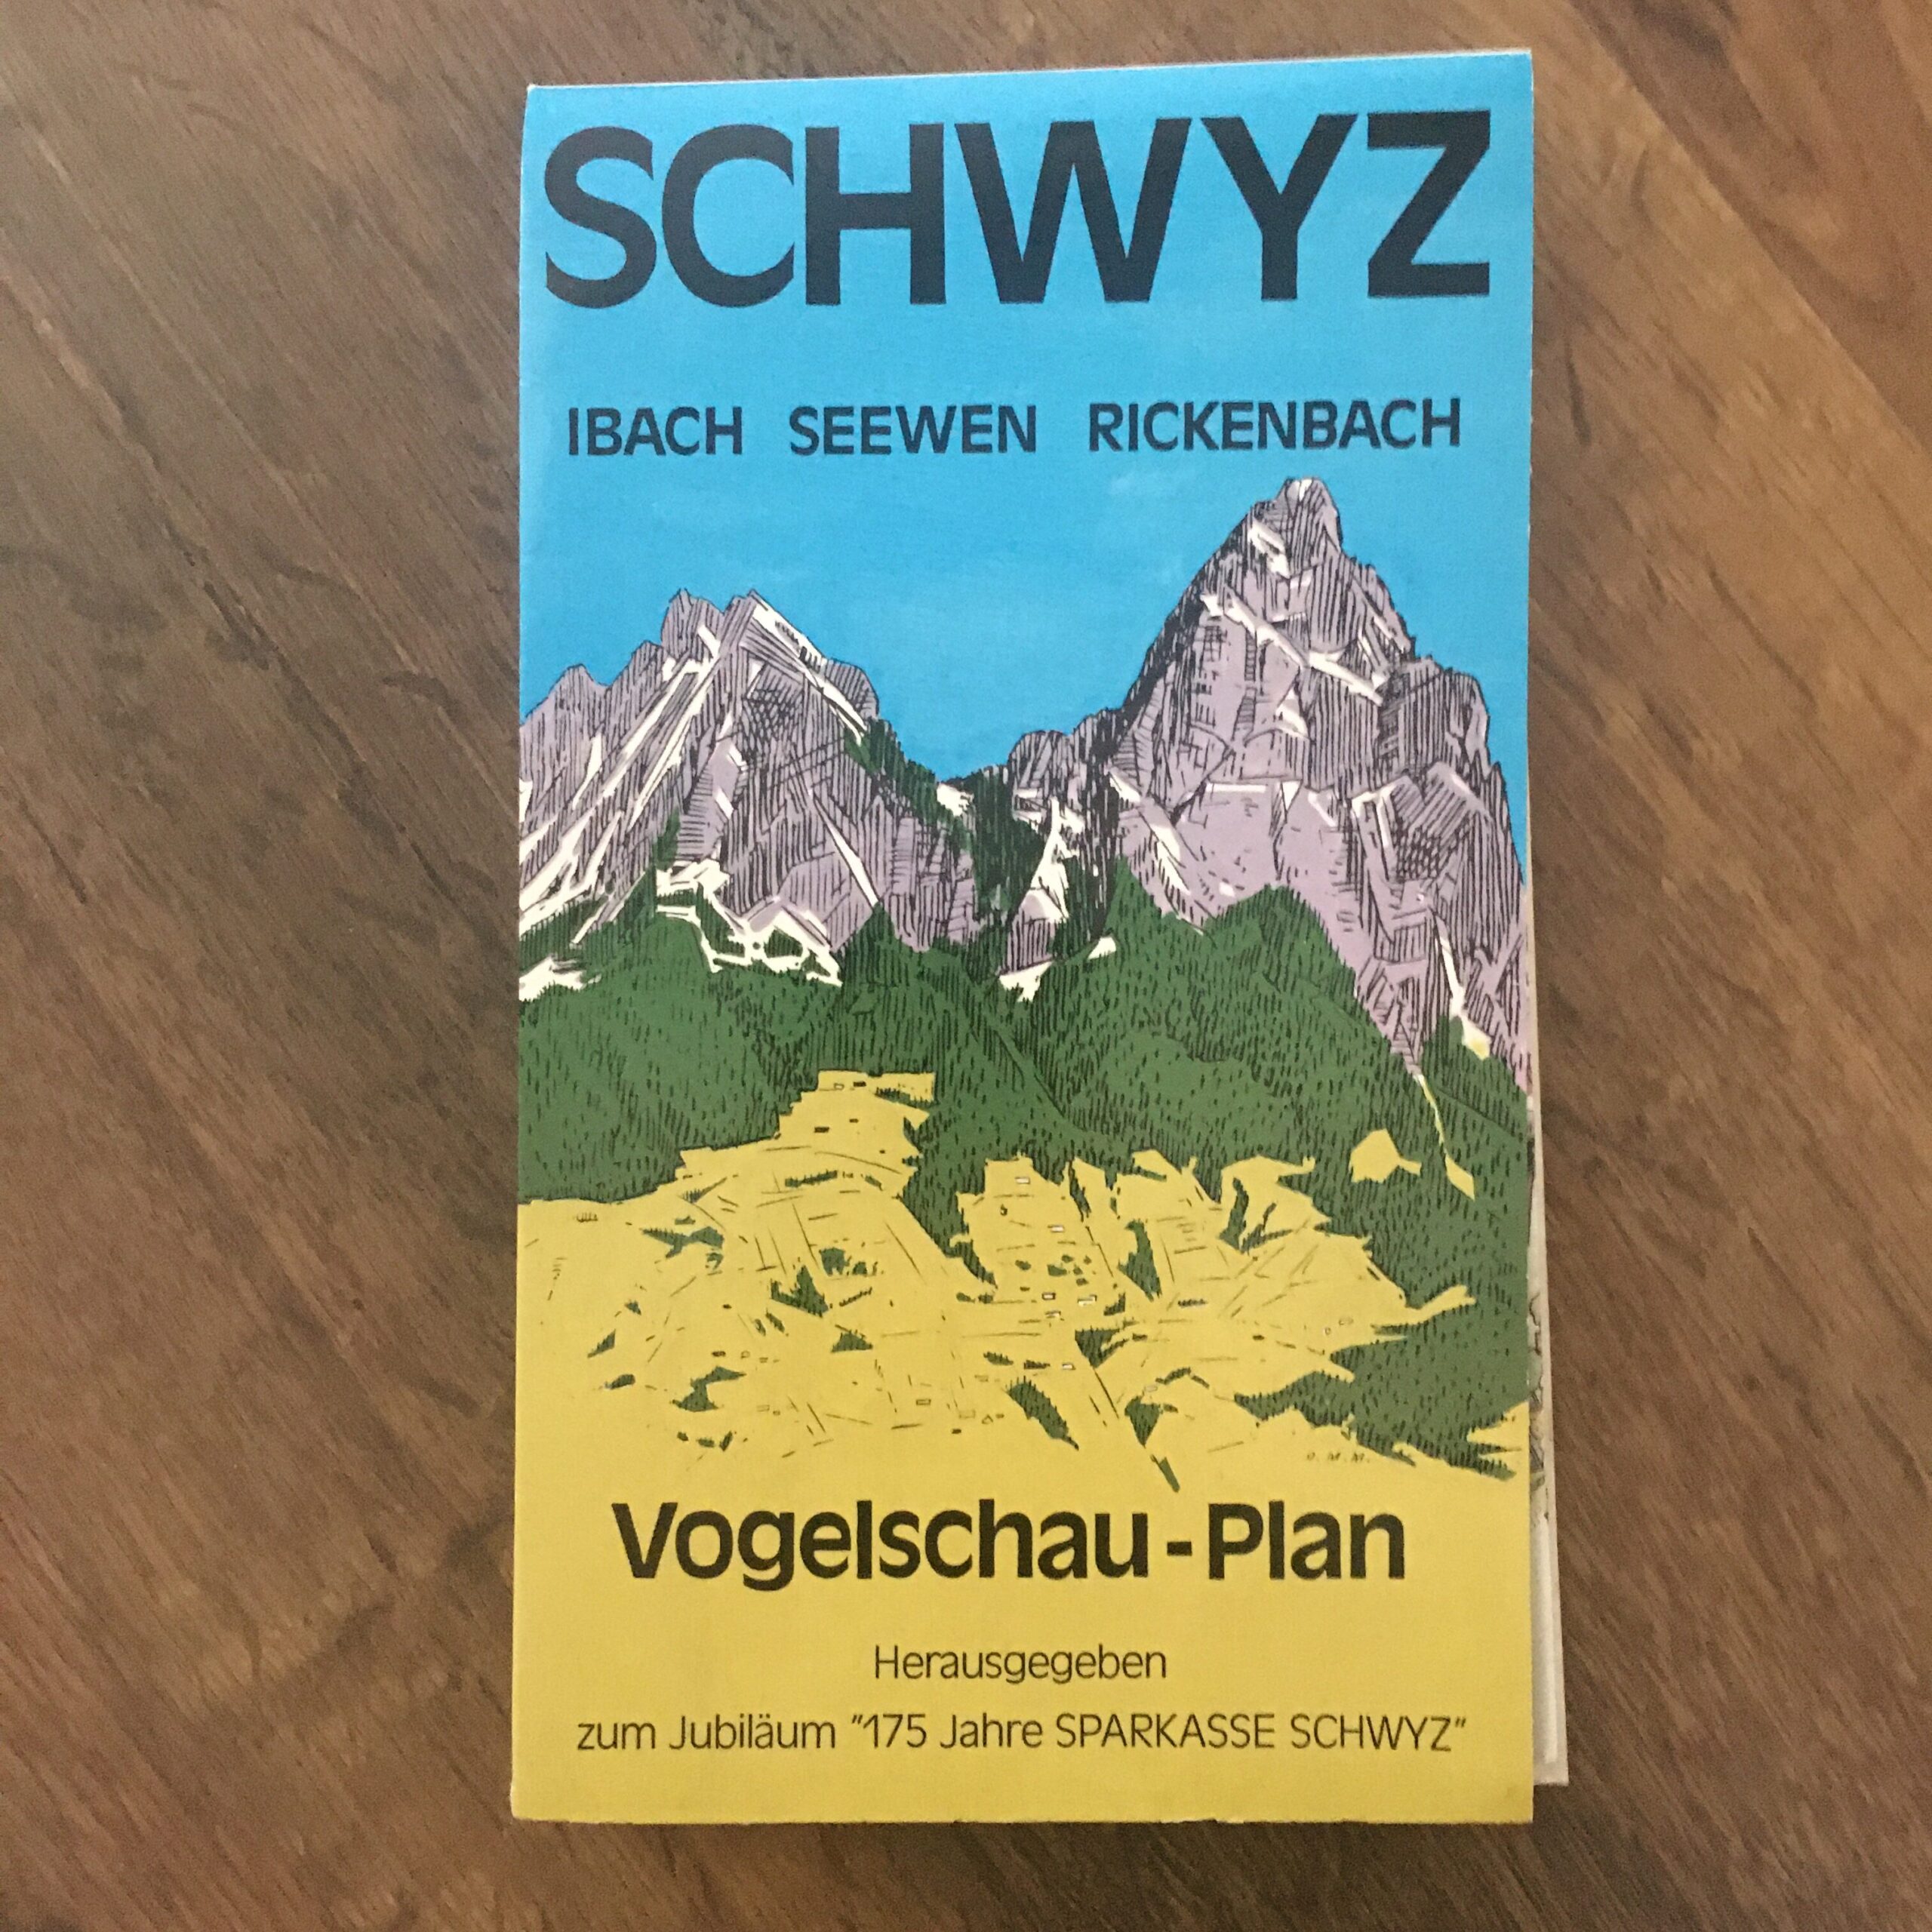 SCHWYZ
IBACH SEEWEN RICKENBACH
O. M. M.
Vogelschau-Plan
Herausgegeben
zum Jubiläum "175 Jahre SPARKASSE SCHWYZ"